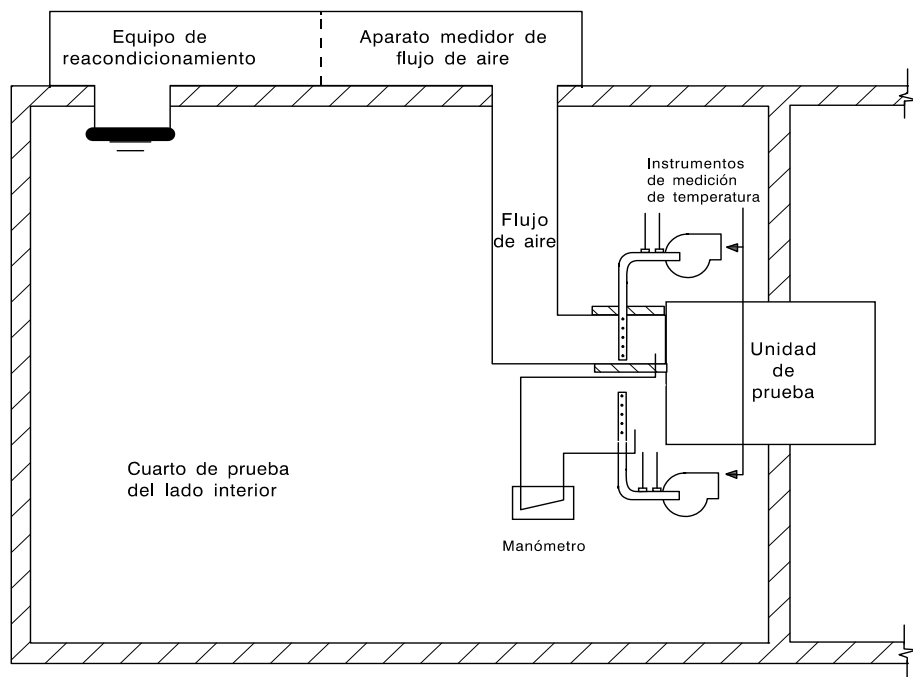 Equipo de
reacondicionamiento
Aparato medidor de
flujo de aire
Instrumentos
de medición
de temperatura
Flujo
de aire
Unidad
de
prueba
Cuarto de prueba
del lado interior
Manómetro